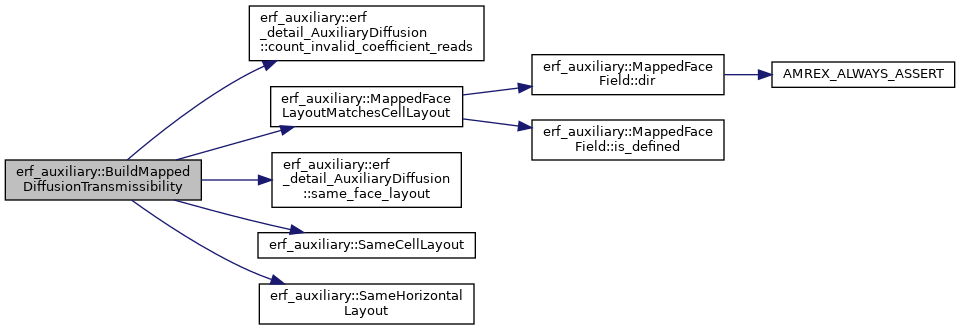 erf_auxiliary::BuildMapped
DiffusionTransmissibility
erf_auxiliary::erf
_detail_AuxiliaryDiffusion
::count_invalid_coefficient_reads
erf_auxiliary::MappedFace
LayoutMatchesCellLayout
erf_auxiliary::MappedFace
Field::dir
AMREX_ALWAYS_ASSERT
erf_auxiliary::MappedFace
Field::is_defined
erf_auxiliary::erf
_detail_AuxiliaryDiffusion
::same_face_layout
erf_auxiliary::SameCellLayout
erf_auxiliary::SameHorizontal
Layout